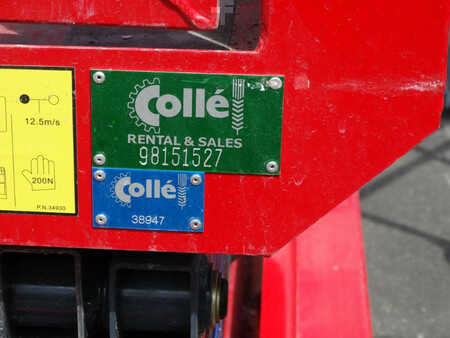 12.5m/s
200N
P.N. 34930
Collé
RENTAL & SALES
98151527
Collé
38947